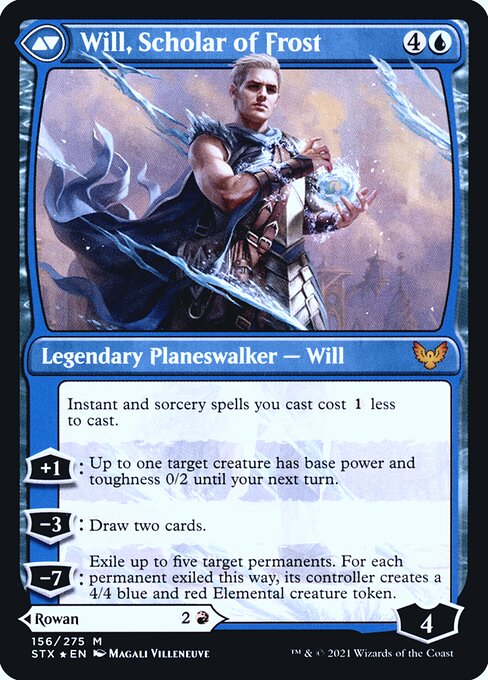 Will, Scholar of Frost 4
Legendary Planeswalker — Will
Instant and sorcery spells you cast cost 1 less
to cast.
+1: Up to one target creature has base power and
toughness 0/2 until your next turn.
−3: Draw two cards.
−7: Exile up to five target permanents. For each
permanent exiled this way, its controller creates a
4/4 blue and red Elemental creature token.
Rowan 2
4
156/275 M
STX ★ EN Magali Villeneuve
™ & © 2021 Wizards of the Coast